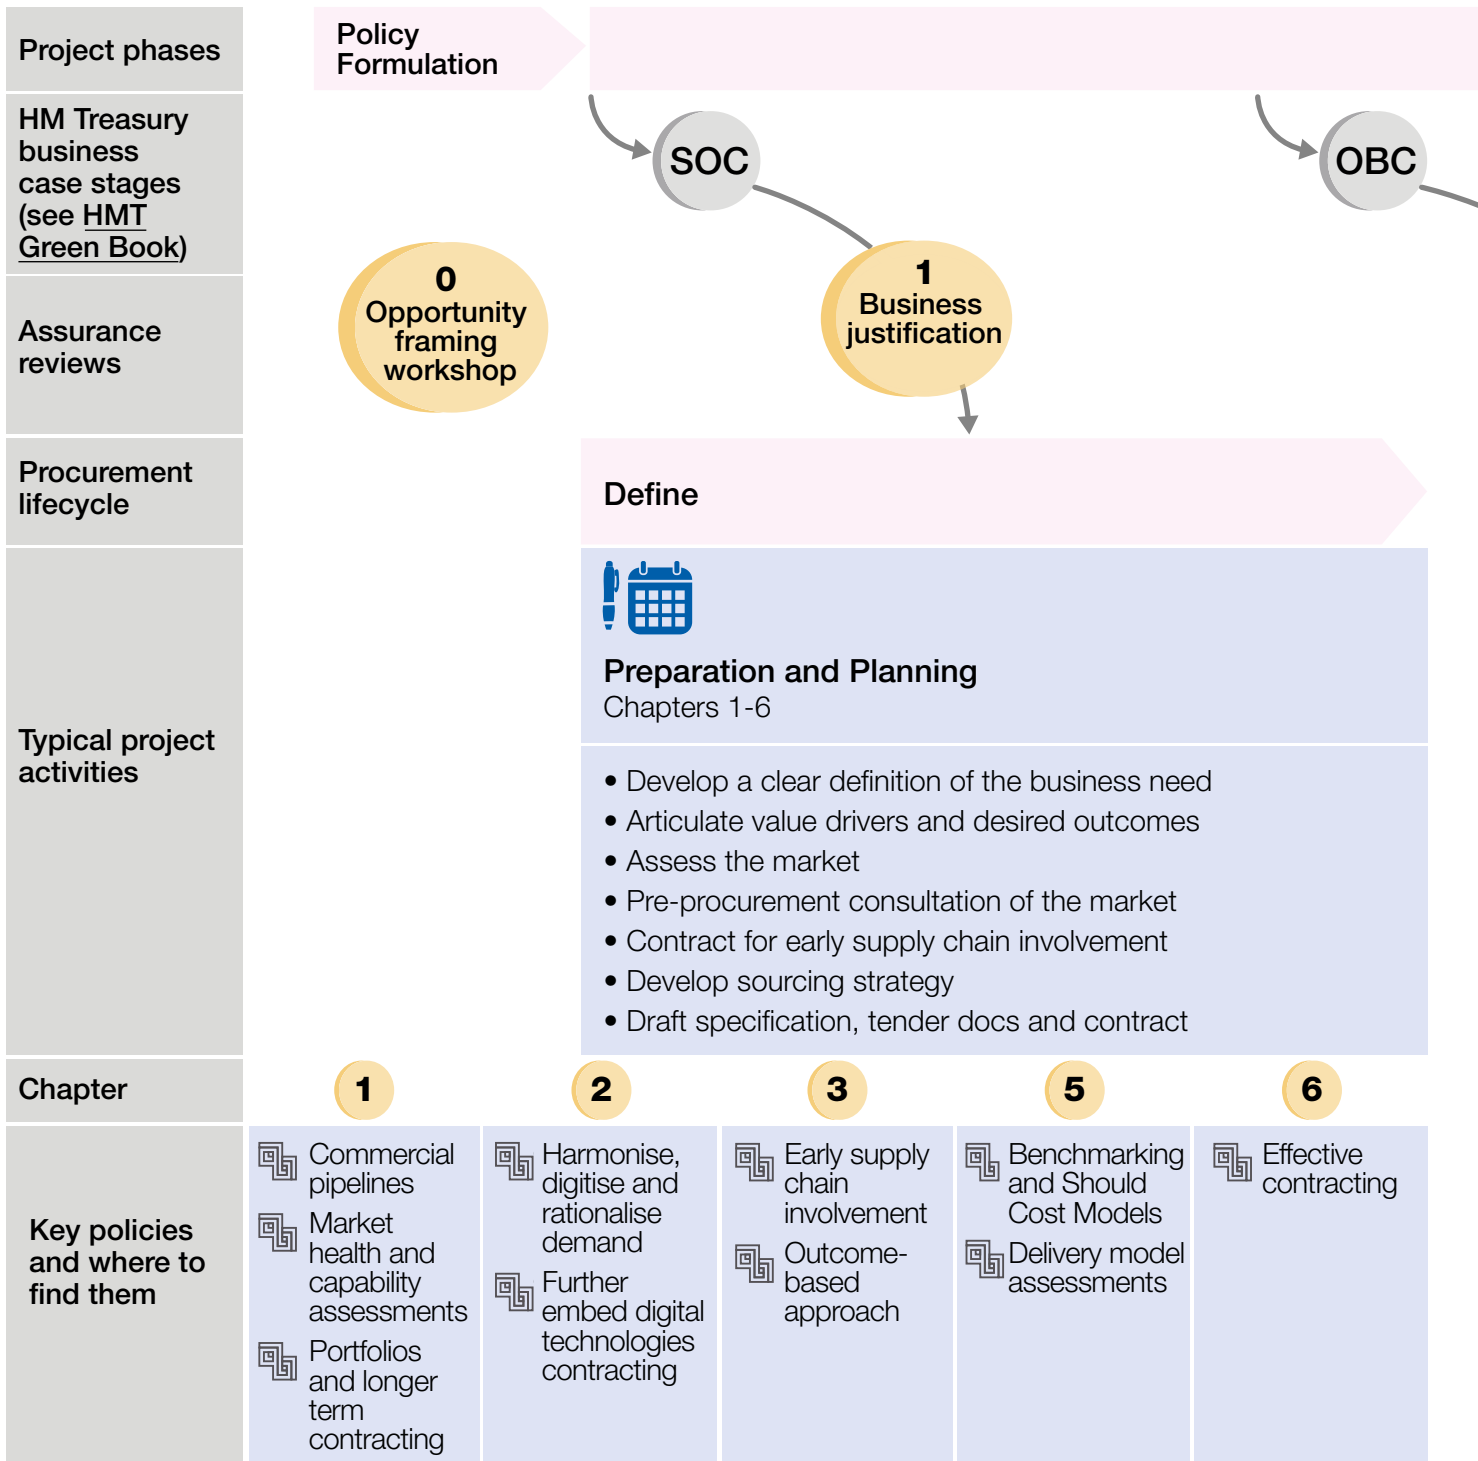 Project phases
Policy
Formulation
HM Treasury
business
case stages
(see HMT
Green Book)
SOC
OBC
Assurance
reviews
0
Opportunity
framing
workshop
1
Business
justification
Procurement
lifecycle
Define
Typical project
activities
Preparation and Planning
Chapters 1-6
• Develop a clear definition of the business need
• Articulate value drivers and desired outcomes
• Assess the market
• Pre-procurement consultation of the market
• Contract for early supply chain involvement
• Develop sourcing strategy
• Draft specification, tender docs and contract
Chapter
1
2
3
5
6
Key policies
and where to
find them
Commercial
pipelines
Market
health and
capability
assessments
Portfolios
and longer
term
contracting
Harmonise,
digitise and
rationalise
demand
Further
embed digital
technologies
contracting
Early supply
chain
involvement
Outcome-
based
approach
Benchmarking
and Should
Cost Models
Delivery model
assessments
Effective
contracting